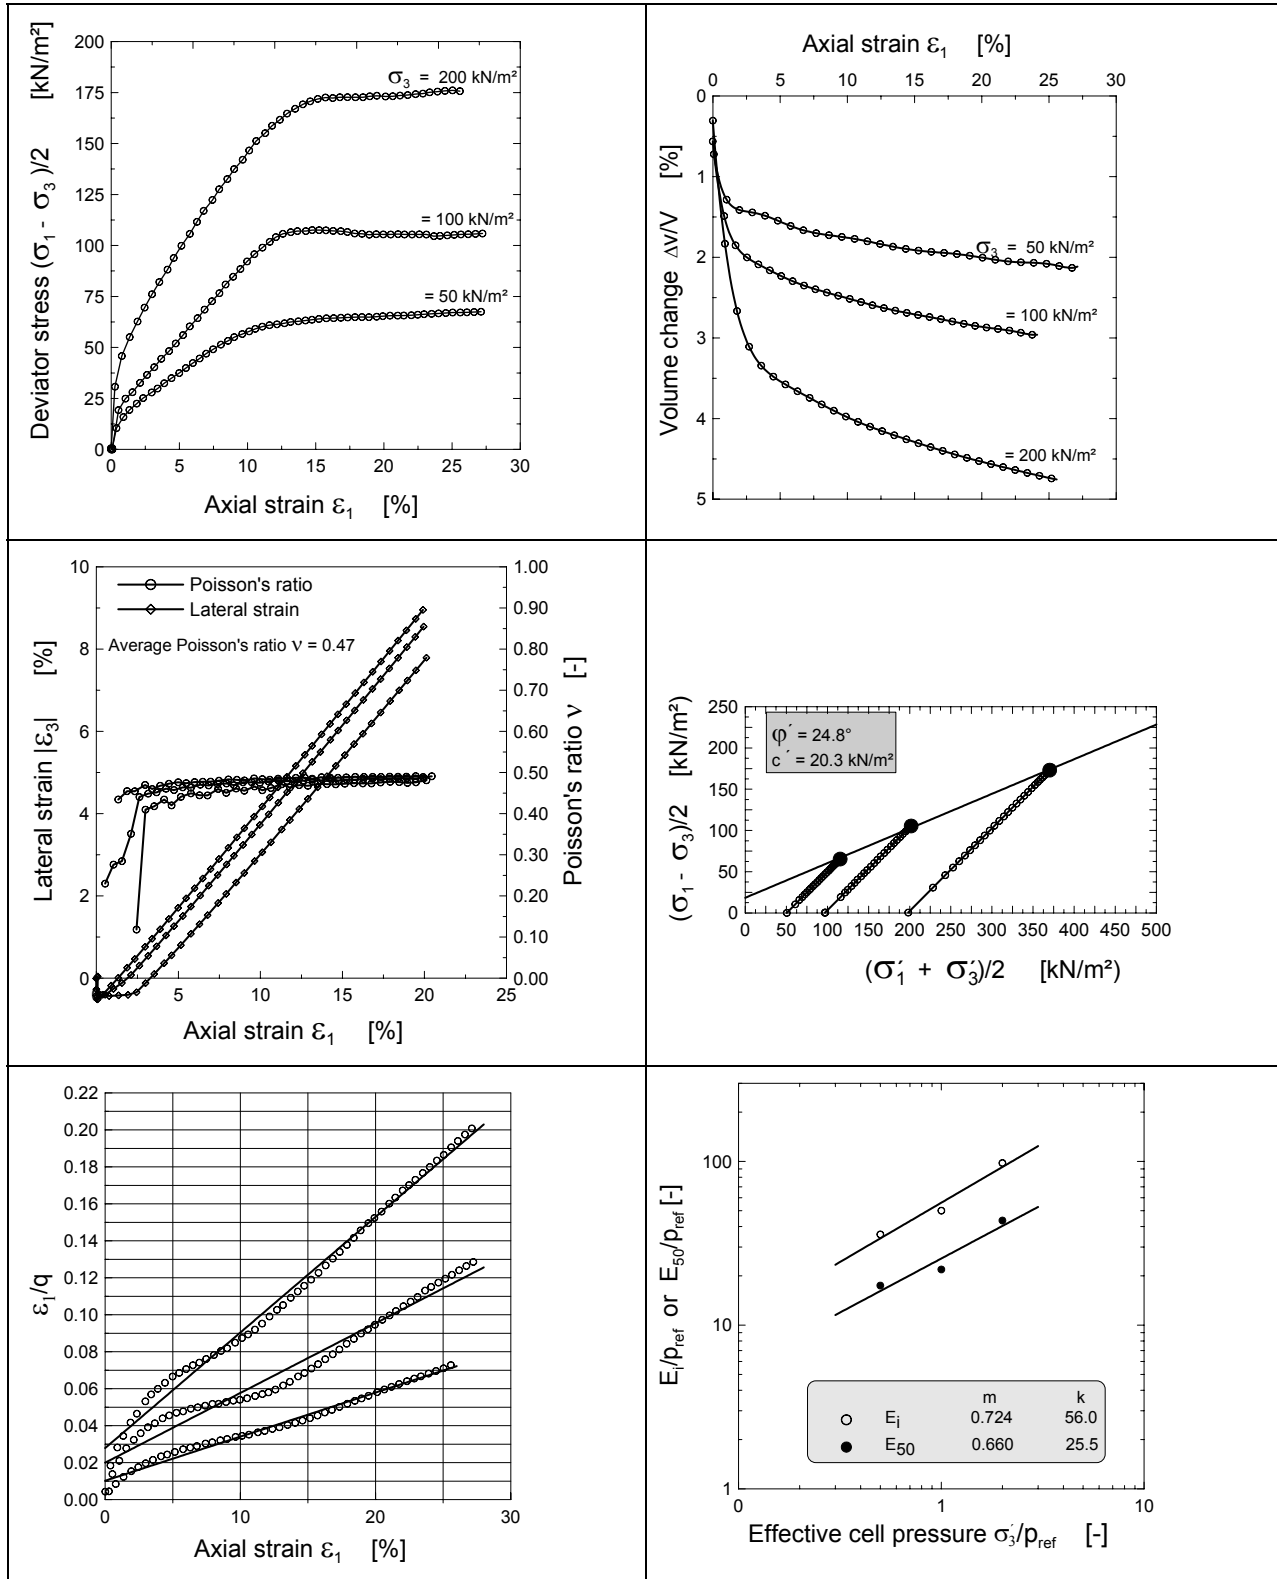 200
175
150
125
100
75
50
25
0
0 5 10 15 20 25 30
Deviator stress (σ1 - σ3)/2 [kN/m²]
Axial strain ε1 [%]
σ3 = 200 kN/m²
= 100 kN/m²
= 50 kN/m²
Axial strain ε1 [%]
0 5 10 15 20 25 30
0
1
2
3
4
5
Volume change Δv/V [%]
σ3 = 50 kN/m²
= 100 kN/m²
= 200 kN/m²
10
8
6
4
2
0
1.00
0.90
0.80
0.70
0.60
0.50
0.40
0.30
0.20
0.10
0.00
5 10 15 20 25
Poisson's ratio
Lateral strain
Average Poisson's ratio ν = 0.47
Lateral strain |ε3| [%]
Poisson's ratio ν [-]
Axial strain ε1 [%]
250
200
150
100
50
0
0 50 100 150 200 250 300 350 400 450 500
φ´ = 24.8°
c´ = 20.3 kN/m²
(σ1 - σ3)/2 [kN/m²]
(σ´1 + σ´3)/2 [kN/m²]
0.22
0.20
0.18
0.16
0.14
0.13
0.12
0.10
0.08
0.06
0.04
0.02
0.00
0 10 20 30
ε1/q
Axial strain ε1 [%]
100
10
1
0 1 10
Ei/pref or E50/pref [-]
m k
Ei 0.724 56.0
E50 0.660 25.5
Effective cell pressure σ´3/pref [-]